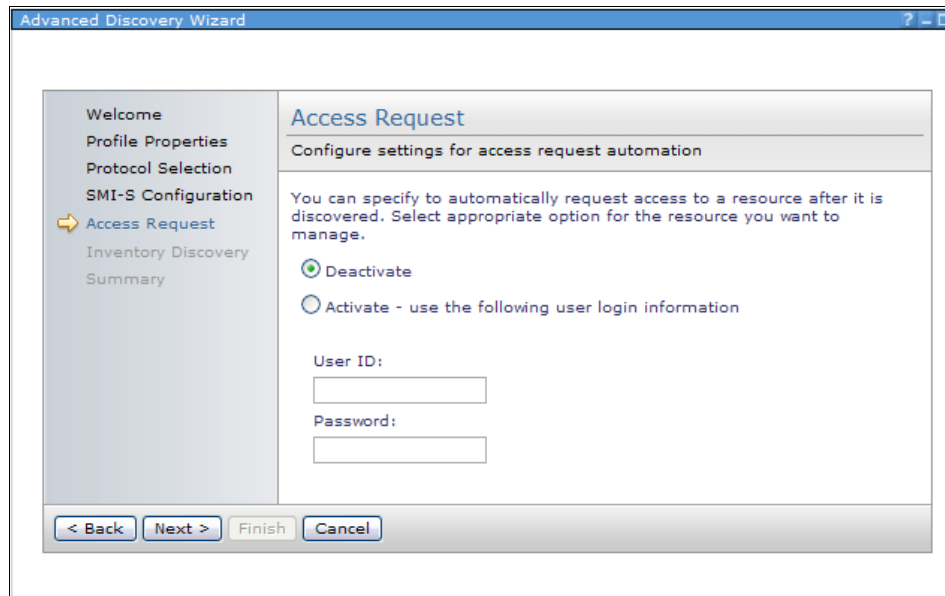 Advanced Discovery Wizard
Welcome
Profile Properties
Protocol Selection
SMI-S Configuration
Access Request
Inventory Discovery
Summary
Access Request
Configure settings for access request automation
You can specify to automatically request access to a resource after it is
discovered. Select appropriate option for the resource you want to
manage.
Deactivate
Activate - use the following user login information
User ID:
Password:
< Back
Next >
Finish
Cancel